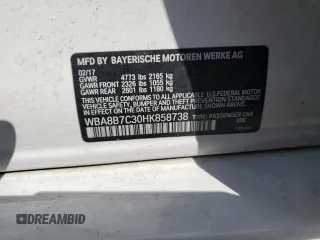 MFD BY BAYERISCHE MOTOREN WERKE AG
02/17
GVWR 4773 lbs 2165 kg
GAWR FRONT 2326 lbs 1055 kg
GAWR REAR 2601 lbs 1180 kg
THIS VEHICLE CONFORMS TO ALL APPLICABLE U.S. FEDERAL MOTOR
VEHICLE SAFETY, BUMPER, AND THEFT PREVENTION STANDARDS IN
EFFECT ON THE DATE OF MANUFACTURE SHOWN ABOVE.
WBA8B7C30HK858738 TYPE: PASSENGER CAR
DREAMBID